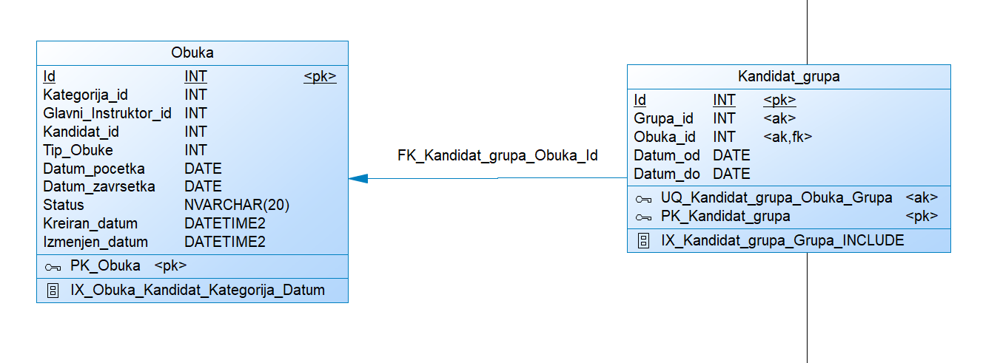 Obuka
Id INT <pk>
Kategorija_id INT
Glavni_Instruktor_id INT
Kandidat_id INT
Tip_Obuke INT
Datum_pocetka DATE
Datum_zavrsetka DATE
Status NVARCHAR(20)
Kreiran_datum DATETIME2
Izmenjen_datum DATETIME2
PK_Obuka <pk>
IX_Obuka_Kandidat_Kategorija_Datum
FK_Kandidat_grupa_Obuka_Id
Kandidat_grupa
Id INT <pk>
Grupa_id INT <ak>
Obuka_id INT <ak,fk>
Datum_od DATE
Datum_do DATE
UQ_Kandidat_grupa_Obuka_Grupa <ak>
PK_Kandidat_grupa <pk>
IX_Kandidat_grupa_Grupa_INCLUDE